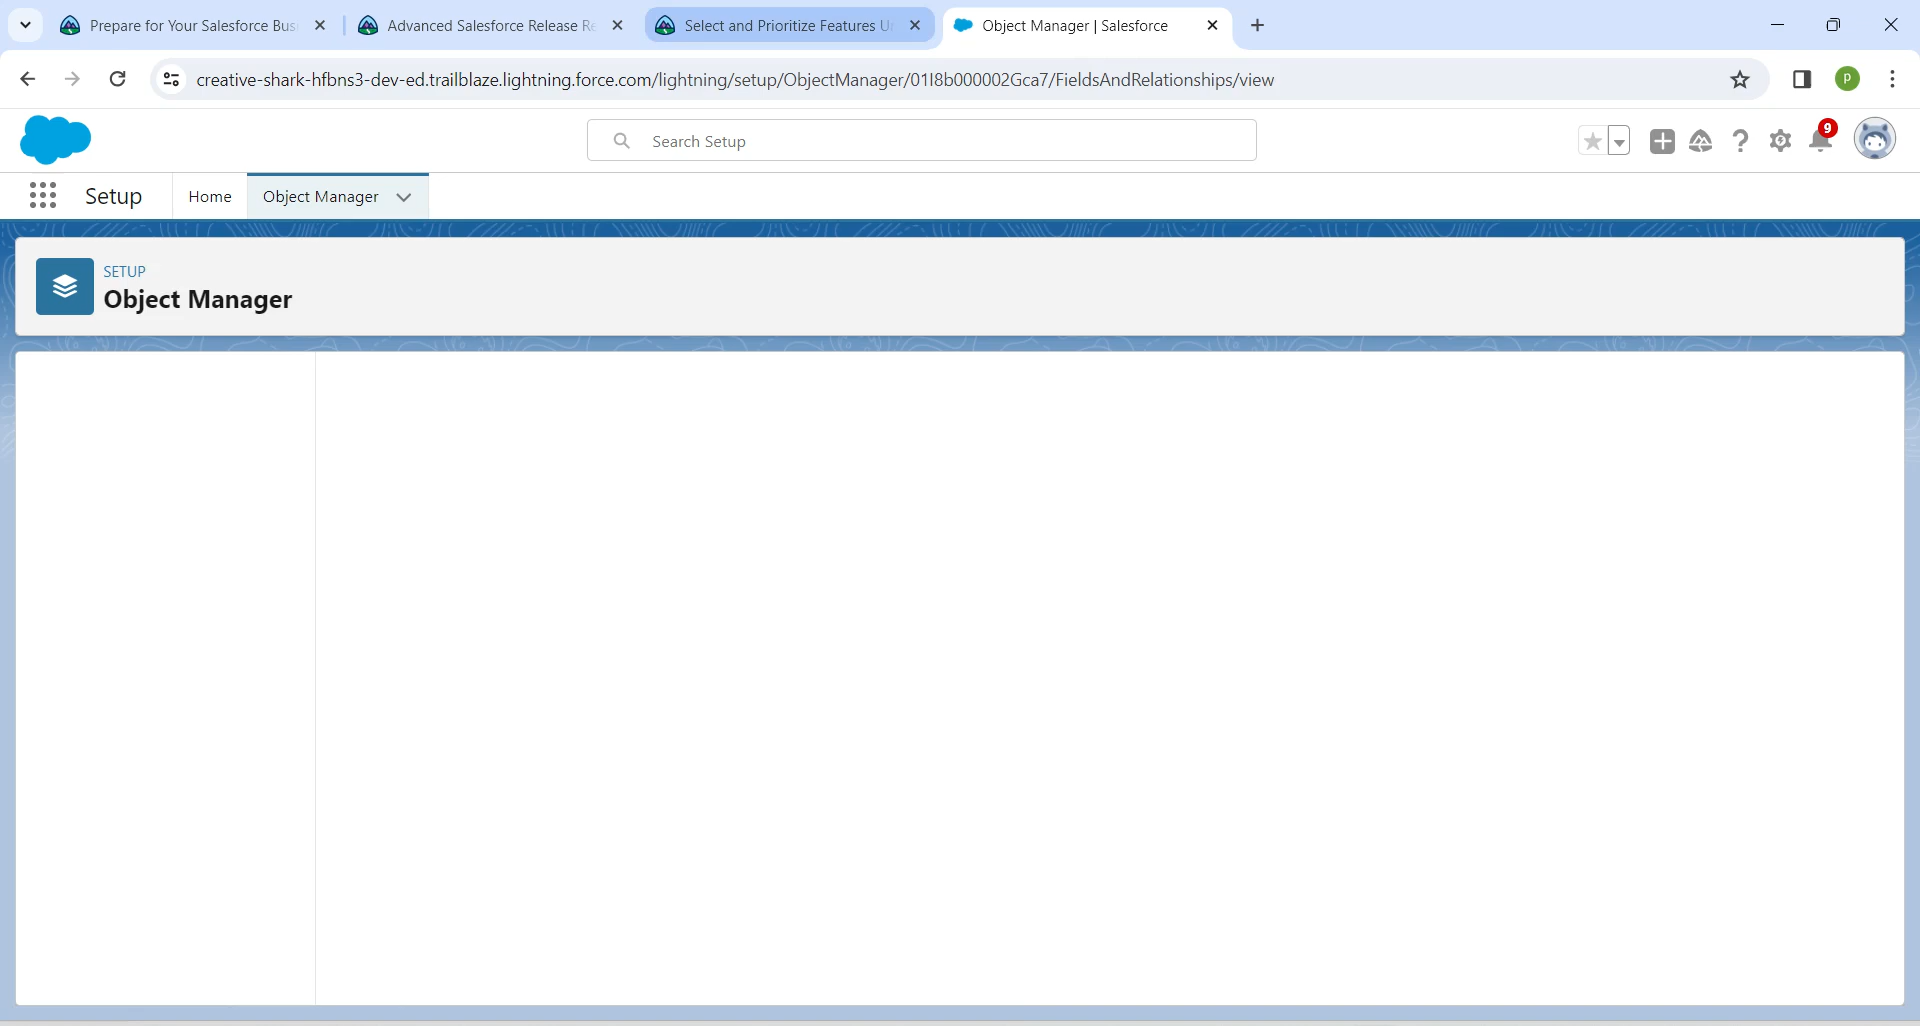 Prepare for Your Salesforce Bus
Advanced Salesforce Release Re
Select and Prioritize Features U
Object Manager | Salesforce
creative-shark-hfbns3-dev-ed.trailblaze.lightning.force.com/lightning/setup/ObjectManager/01I8b000002Gca7/FieldsAndRelationships/view
P
Search Setup
9
Setup
Home
Object Manager
SETUP
Object Manager